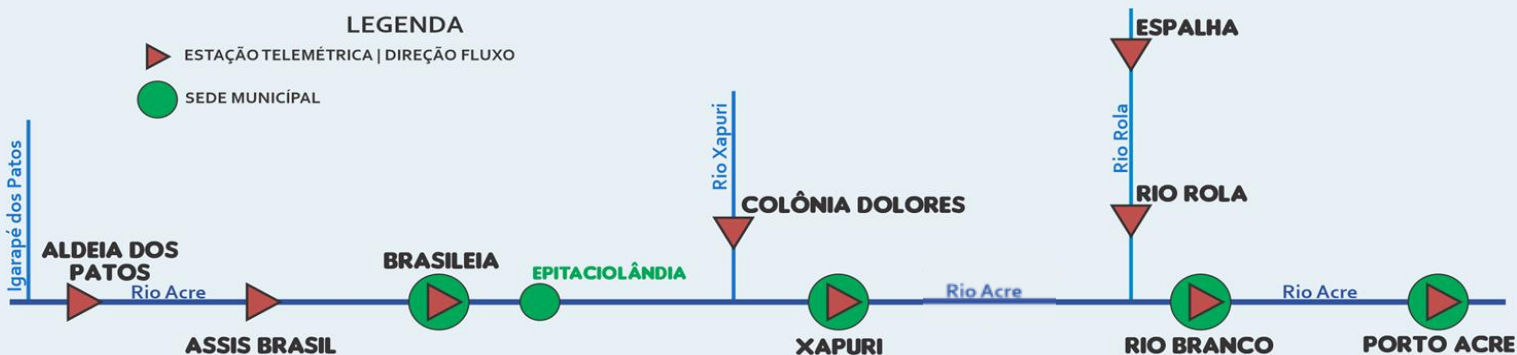 LEGENDA
ESTAÇÃO TELEMÉTRICA | DIREÇÃO FLUXO
SEDE MUNICÍPAL
Igarapé dos Patos
ALDEIA DOS
PATOS
Rio Acre
ASSIS BRASIL
BRASILEIA
EPITACIOLÂNDIA
Rio Xapuri
COLÔNIA DOLORES
XAPURI
Rio Acre
ESPALHA
Rio Rola
RIO ROLA
RIO BRANCO
Rio Acre
PORTO ACRE